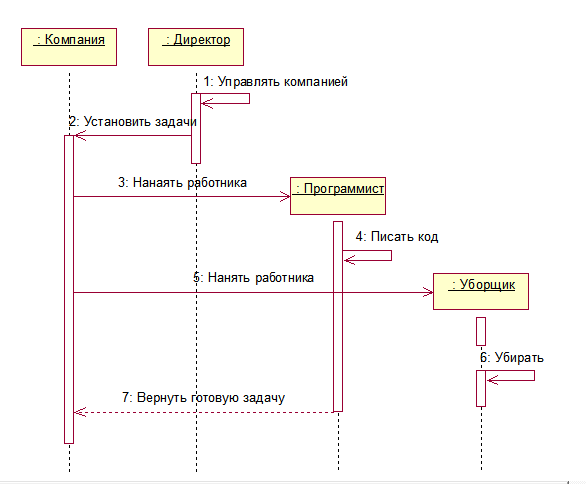 : Компания
: Директор
1: Управлять компанией
2: Установить задачи
3: Нанаять работника
: Программист
4: Писать код
5: Нанять работника
: Уборщик
6: Убирать
7: Вернуть готовую задачу